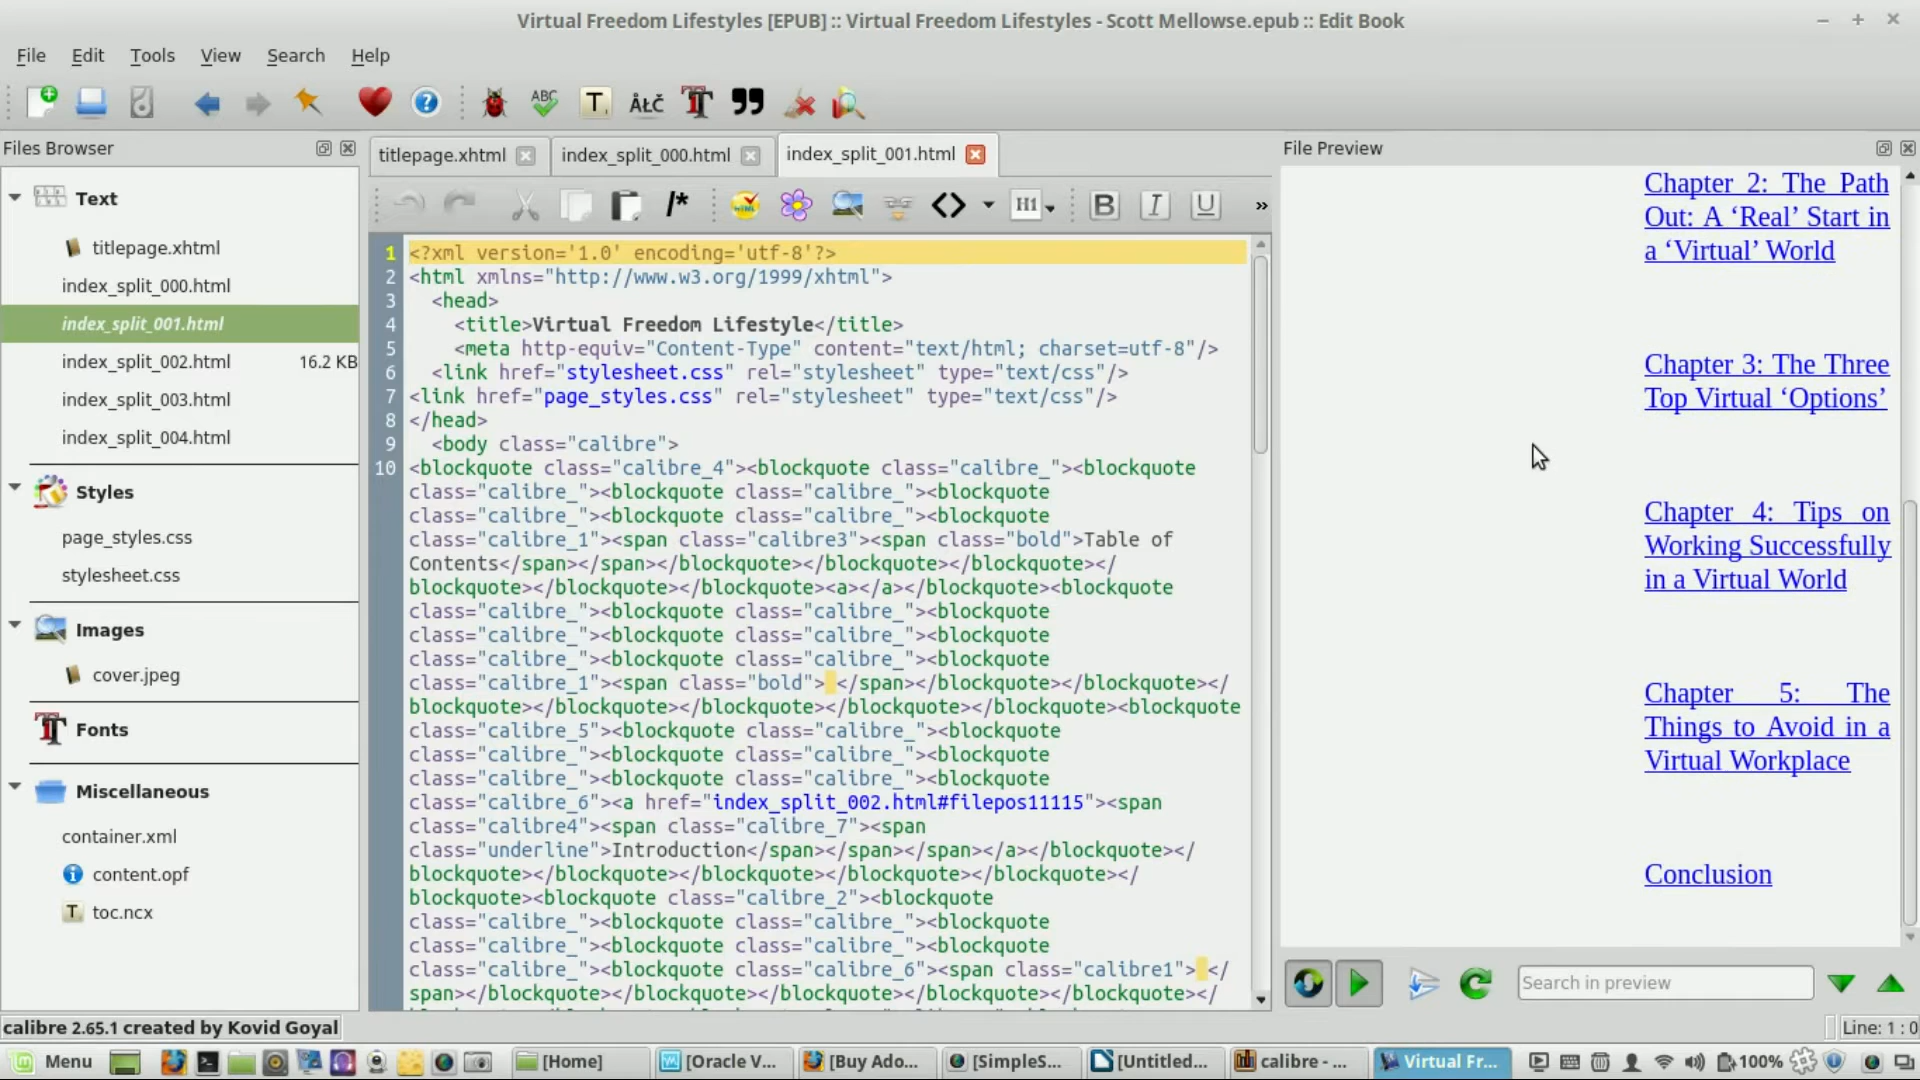 Virtual Freedom Lifestyles [EPUB] :: Virtual Freedom Lifestyles - Scott Mellowse.epub :: Edit Book
File Edit Tools View Search Help
ABC T ÅŁČ T
Files Browser
Text
titlepage.xhtml
index_split_000.html
index_split_001.html
index_split_002.html 16.2 KB
index_split_003.html
index_split_004.html
Styles
page_styles.css
stylesheet.css
Images
cover.jpeg
Fonts
Miscellaneous
container.xml
content.opf
toc.ncx
titlepage.xhtml index_split_000.html index_split_001.html
/* H1 B I U »
1 <?xml version='1.0' encoding='utf-8'?>
2 <html xmlns="http://www.w3.org/1999/xhtml">
3 <head>
4 <title>Virtual Freedom Lifestyle</title>
5 <meta http-equiv="Content-Type" content="text/html; charset=utf-8"/>
6 <link href="stylesheet.css" rel="stylesheet" type="text/css"/>
7 <link href="page_styles.css" rel="stylesheet" type="text/css"/>
8 </head>
9 <body class="calibre">
10 <blockquote class="calibre_4"><blockquote class="calibre_"><blockquote
class="calibre_"><blockquote class="calibre_"><blockquote
class="calibre_"><blockquote class="calibre_"><blockquote
class="calibre_1"><span class="calibre3"><span class="bold">Table of
Contents</span></span></blockquote></blockquote></blockquote></
blockquote></blockquote></blockquote><a></a></blockquote><blockquote
class="calibre_"><blockquote class="calibre_"><blockquote
class="calibre_"><blockquote class="calibre_"><blockquote
class="calibre_"><blockquote class="calibre_"><blockquote
class="calibre_1"><span class="bold"> </span></blockquote></blockquote></
blockquote></blockquote></blockquote></blockquote></blockquote><blockquote
class="calibre_5"><blockquote class="calibre_"><blockquote
class="calibre_"><blockquote class="calibre_"><blockquote
class="calibre_"><blockquote class="calibre_"><blockquote
class="calibre_6"><a href="index_split_002.html#filepos11115"><span
class="calibre4"><span class="calibre_7"><span
class="underline">Introduction</span></span></span></a></blockquote></
blockquote></blockquote></blockquote></blockquote></blockquote></
blockquote><blockquote class="calibre_2"><blockquote
class="calibre_"><blockquote class="calibre_"><blockquote
class="calibre_"><blockquote class="calibre_"><blockquote
class="calibre_"><blockquote class="calibre_6"><span class="calibre1"> </
span></blockquote></blockquote></blockquote></blockquote></blockquote></
File Preview
Chapter 2: The Path
Out: A ‘Real’ Start in
a ‘Virtual’ World
Chapter 3: The Three
Top Virtual ‘Options’
Chapter 4: Tips on
Working Successfully
in a Virtual World
Chapter 5: The
Things to Avoid in a
Virtual Workplace
Conclusion
Search in preview
calibre 2.65.1 created by Kovid Goyal
Line: 1 : 0
Menu [Home] [Oracle V... [Buy Ado... [SimpleS... [Untitled... calibre - ... Virtual Fr... 100%